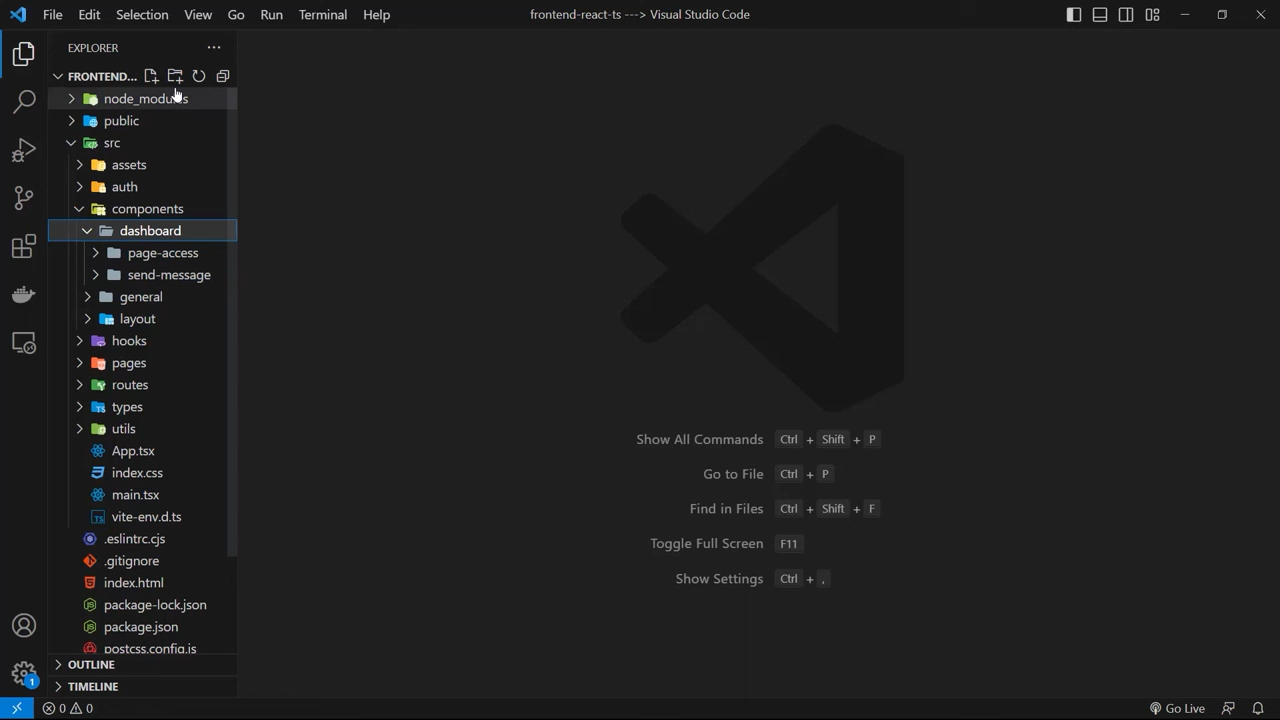 File Edit Selection View Go Run Terminal Help
frontend-react-ts ---> Visual Studio Code
EXPLORER
FRONTEND...
node_modules
public
src
assets
auth
components
dashboard
page-access
send-message
general
layout
hooks
pages
routes
types
utils
App.tsx
index.css
main.tsx
vite-env.d.ts
.eslintrc.cjs
.gitignore
index.html
package-lock.json
package.json
postcss.config.js
OUTLINE
TIMELINE
Show All Commands Ctrl + Shift + P
Go to File Ctrl + P
Find in Files Ctrl + Shift + F
Toggle Full Screen F11
Show Settings Ctrl + ,
1
0 0
Go Live